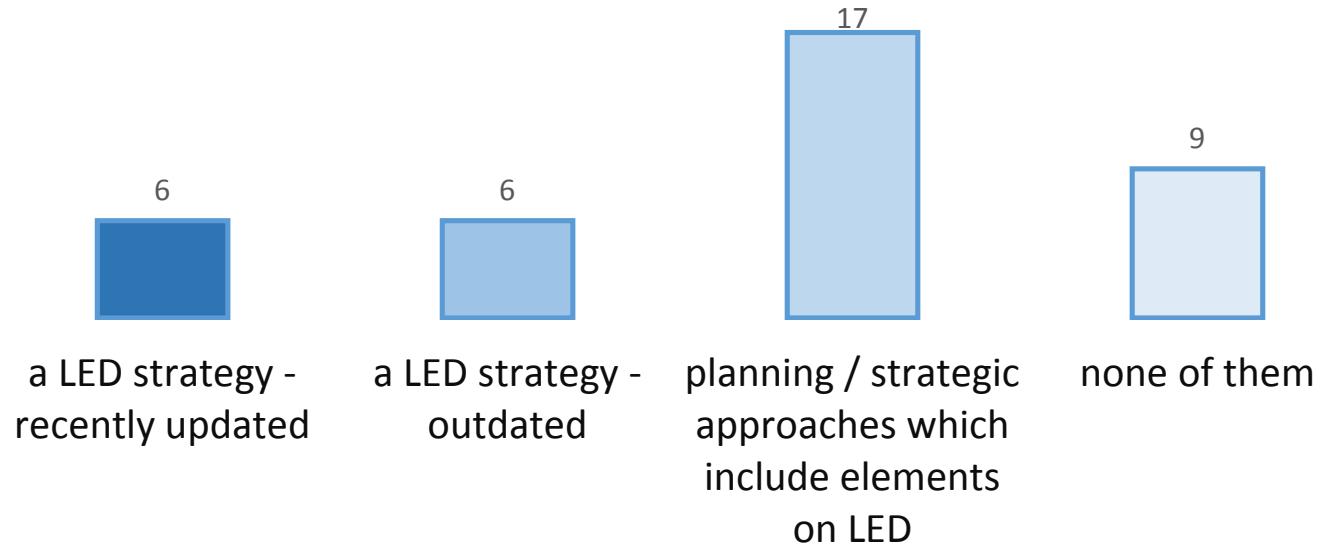 17
9
6
6
a LED strategy -
recently updated
a LED strategy -
outdated
planning / strategic
approaches which
include elements
on LED
none of them